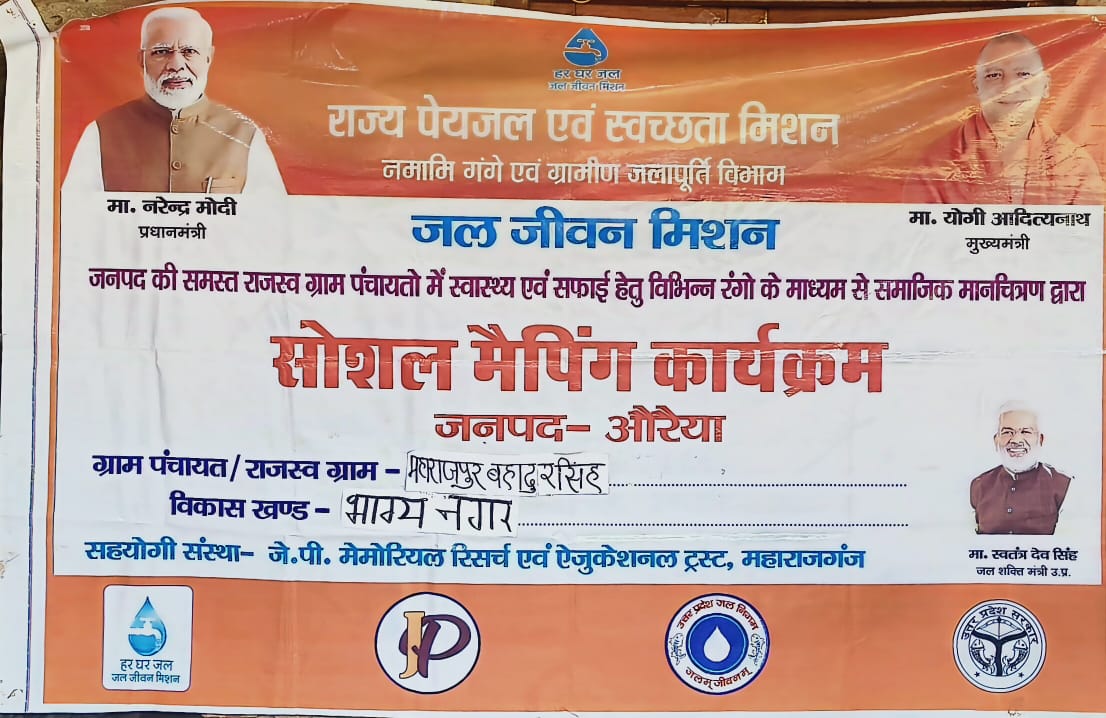 हर घर जल
जल जीवन मिशन
राज्य पेयजल एवं स्वच्छता मिशन
नमामि गंगे एवं ग्रामीण जलापूर्ति विभाग
मा. नरेन्द्र मोदी
प्रधानमंत्री
मा. योगी आदित्यनाथ
मुख्यमंत्री
जल जीवन मिशन
जनपद की समस्त राजस्व ग्राम पंचायतो में स्वास्थ्य एवं सफाई हेतु विभिन्न रंगो के माध्यम से समाजिक मानचित्रण द्वारा
सोशल मैपिंग कार्यक्रम
जनपद- औरैया
ग्राम पंचायत/ राजस्व ग्राम - महाराजपुर बहादुरसिंह
विकास खण्ड - भाग्य नगर
सहयोगी संस्था- जे.पी. मेमोरियल रिसर्च एवं ऐजुकेशनल ट्रस्ट, महाराजगंज
मा. स्वतंत्र देव सिंह
जल शक्ति मंत्री उ.प्र.
हर घर जल
जल जीवन मिशन
JP
उत्तर प्रदेश जल निगम
जलम् जीवनम्
उत्तर प्रदेश सरकार